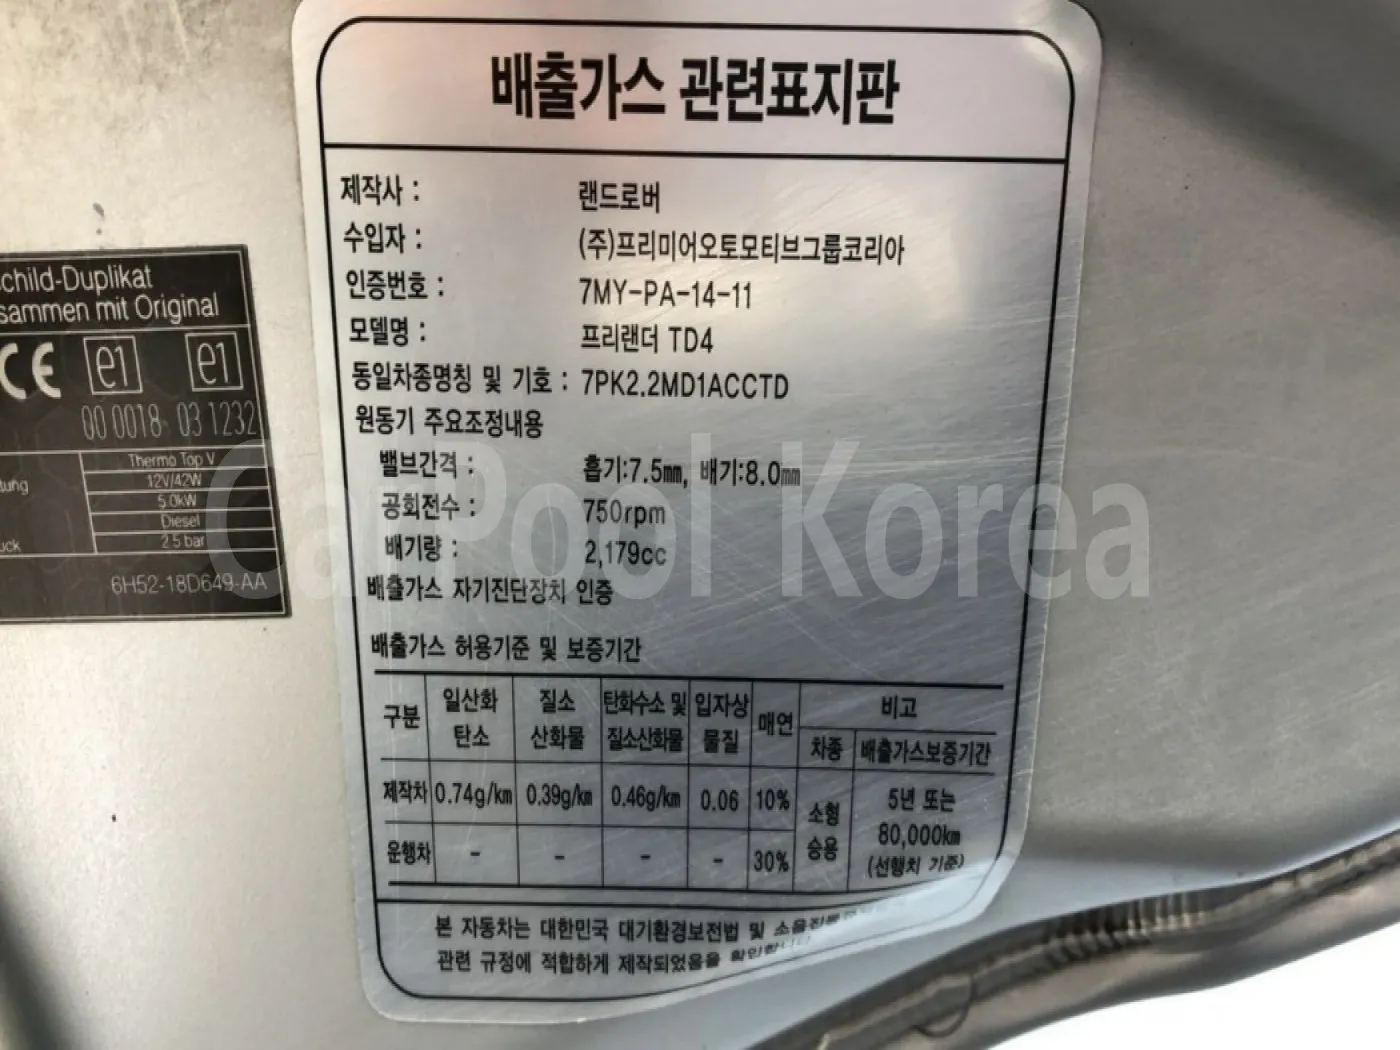 배출가스 관련표지판
제작사 : 랜드로버
수입자 : (주)프리미어오토모티브그룹코리아
인증번호 : 7MY-PA-14-11
모델명 : 프리랜더 TD4
동일차종명칭 및 기호 : 7PK2.2MD1ACCTD
원동기 주요조정내용
밸브간격 : 흡기:7.5㎜, 배기:8.0㎜
공회전수 : 750rpm
배기량 : 2,179cc
배출가스 자기진단장치 인증
배출가스 허용기준 및 보증기간
구분 일산화탄소 질소산화물 탄화수소 및 질소산화물 입자상물질 매연 비고
차종 배출가스보증기간
제작차 0.74g/㎞ 0.39g/㎞ 0.46g/㎞ 0.06 10% 소형승용 5년 또는
80,000㎞
(선행치 기준)
운행차 - - - - 30%
본 자동차는 대한민국 대기환경보전법 및 소음진동
관련 규정에 적합하게 제작되었음을 확인합니다
child-Duplikat
sammen mit Original
CE e1 e1
00 0018 03 1232
Thermo Top V
tung 12V/42W
5.0kW
Diesel
uck 2.5 bar
6H52-18D649-AA
CarPool Korea